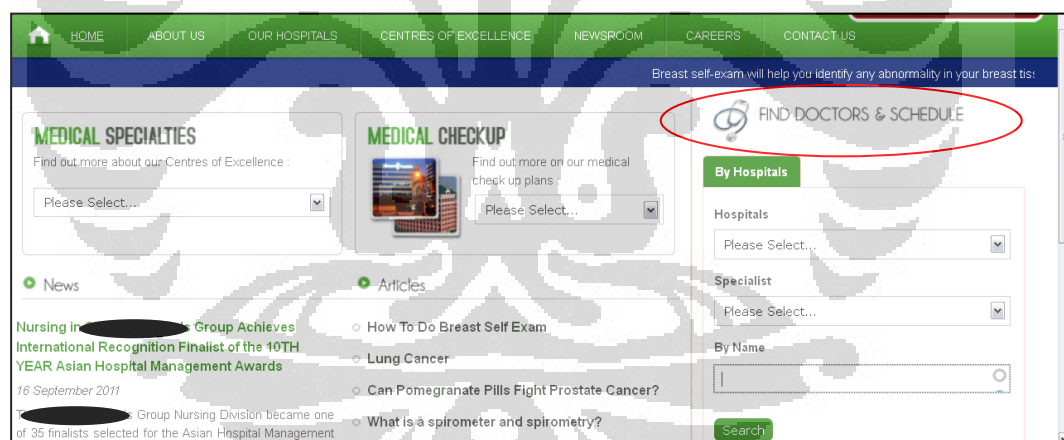 HOME ABOUT US OUR HOSPITALS CENTRES OF EXCELLENCE NEWSROOM CAREERS CONTACT US
Breast self-exam will help you identify any abnormality in your breast tiss
MEDICAL SPECIALTIES
Find out more about our Centres of Excellence :
Please Select...
MEDICAL CHECKUP
Find out more on our medical
check up plans :
Please Select...
FIND DOCTORS & SCHEDULE
By Hospitals
Hospitals
Please Select...
Specialist
Please Select...
By Name
Search
News
Nursing in Group Achieves
International Recognition Finalist of the 10TH
YEAR Asian Hospital Management Awards
16 September 2011
Group Nursing Division became one
of 35 finalists selected for the Asian Hospital Management
Articles
How To Do Breast Self Exam
Lung Cancer
Can Pomegranate Pills Fight Prostate Cancer?
What is a spirometer and spirometry?